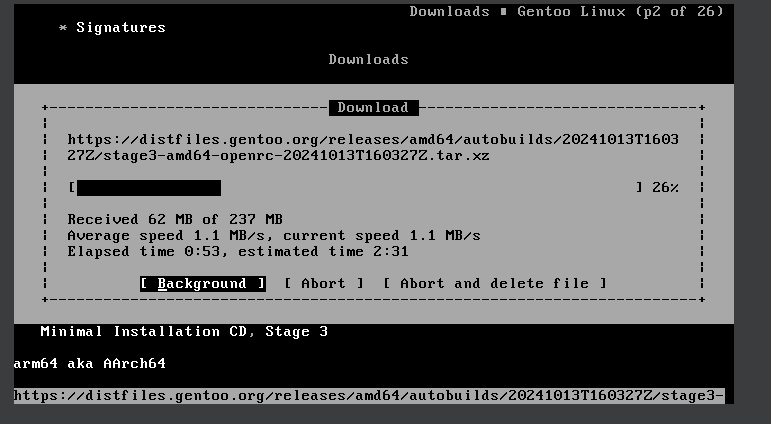 Downloads ∎ Gentoo Linux (p2 of 26)
* Signatures
Downloads
Download
https://distfiles.gentoo.org/releases/amd64/autobuilds/20241013T1603
27Z/stage3-amd64-openrc-20241013T160327Z.tar.xz
[ ] 26%
Received 62 MB of 237 MB
Average speed 1.1 MB/s, current speed 1.1 MB/s
Elapsed time 0:53, estimated time 2:31
[ Background ] [ Abort ] [ Abort and delete file ]
Minimal Installation CD, Stage 3
arm64 aka AArch64
https://distfiles.gentoo.org/releases/amd64/autobuilds/20241013T160327Z/stage3-